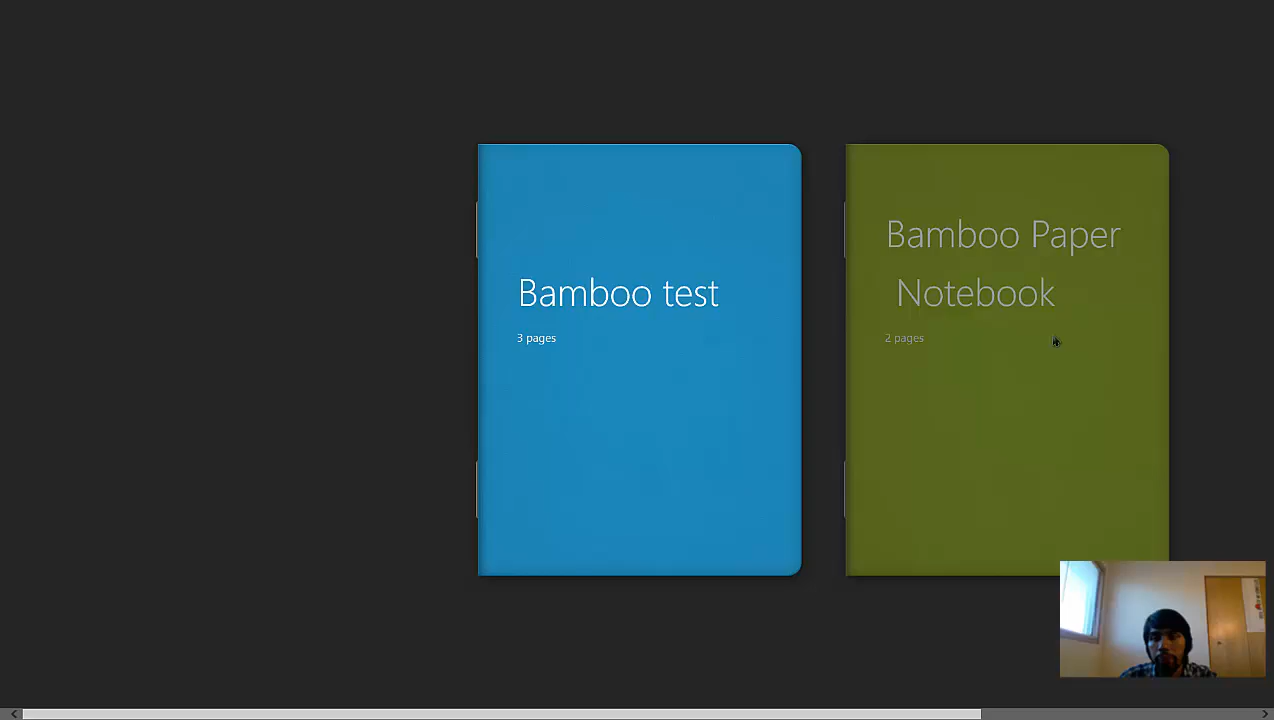 Bamboo test
3 pages
Bamboo Paper
Notebook
2 pages